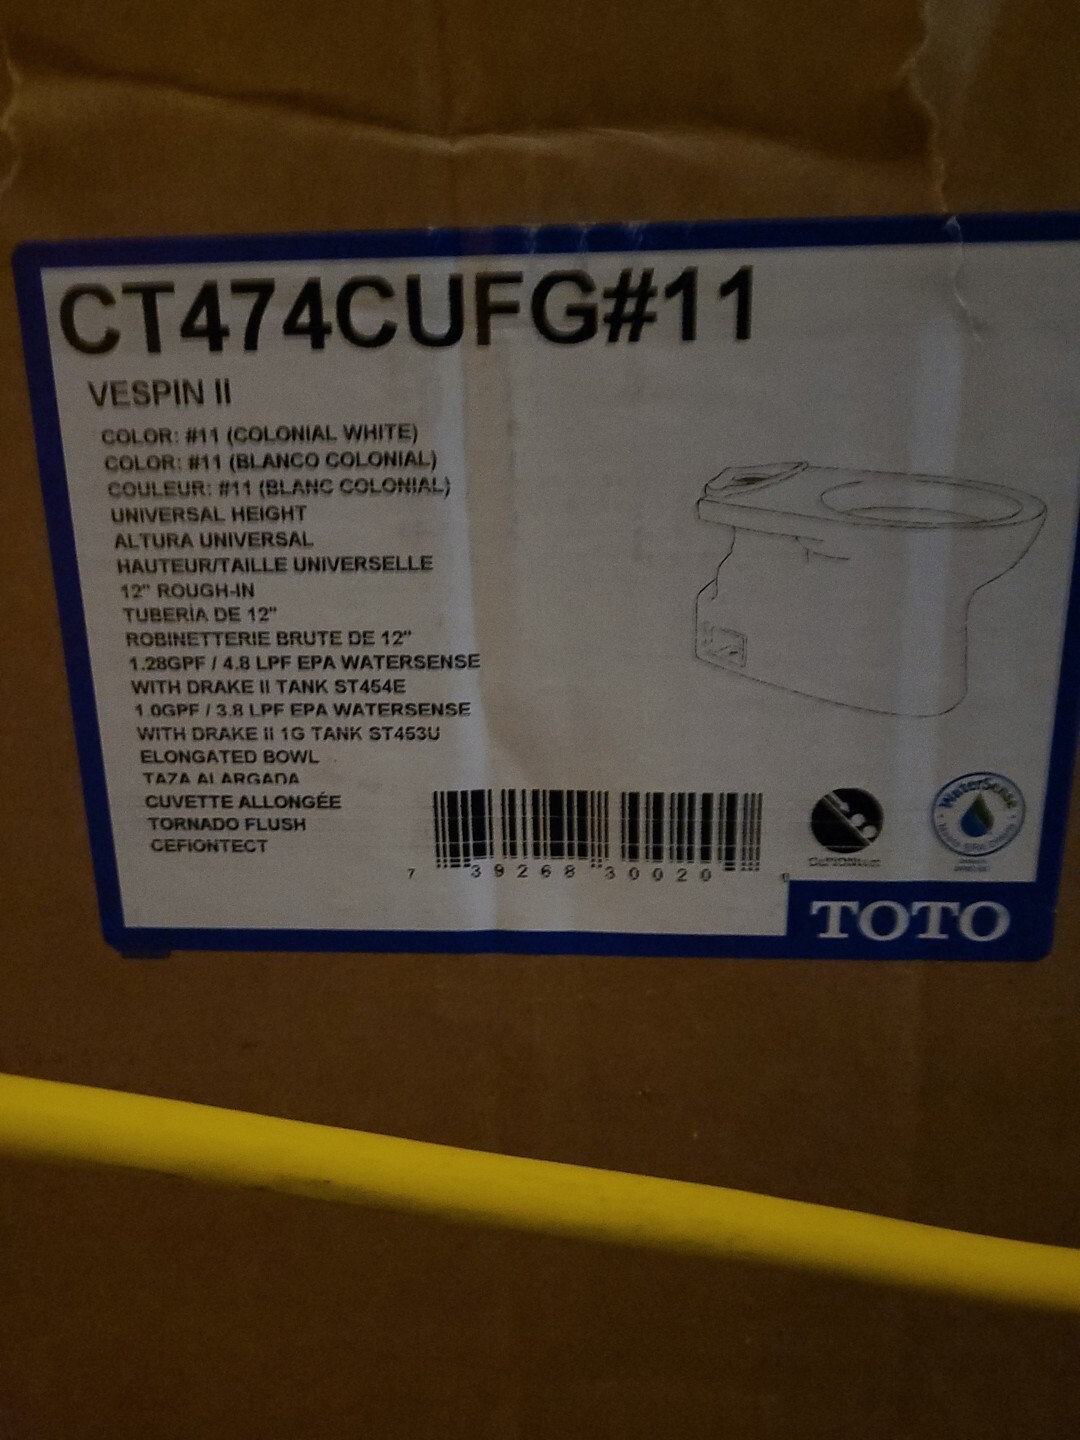 CT474CUFG#11
VESPIN II
COLOR: #11 (COLONIAL WHITE)
COLOR: #11 (BLANCO COLONIAL)
COULEUR: #11 (BLANC COLONIAL)
UNIVERSAL HEIGHT
ALTURA UNIVERSAL
HAUTEUR/TAILLE UNIVERSELLE
12" ROUGH-IN
TUBERÍA DE 12"
ROBINETTERIE BRUTE DE 12"
1.28GPF / 4.8 LPF EPA WATERSENSE
WITH DRAKE II TANK ST454E
1.0GPF / 3.8 LPF EPA WATERSENSE
WITH DRAKE II 1G TANK ST453U
ELONGATED BOWL
TAZA ALARGADA
CUVETTE ALLONGÉE
TORNADO FLUSH
CEFIONTECT
7 39268 30020 0
WaterSense
TOTO